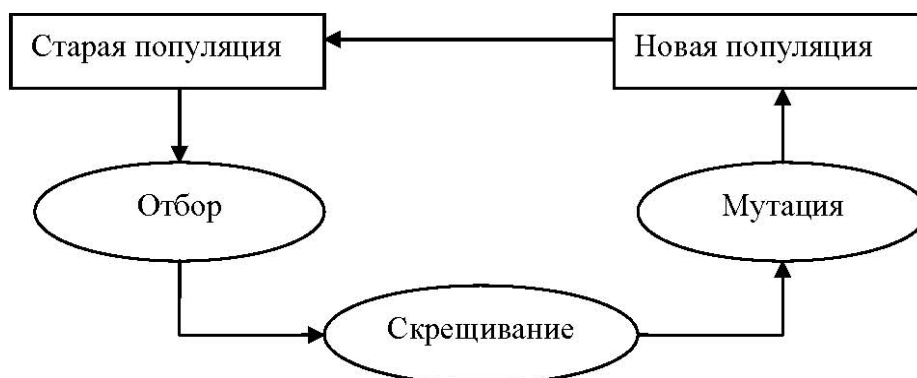 Старая популяция
Новая популяция
Отбор
Мутация
Скрещивание